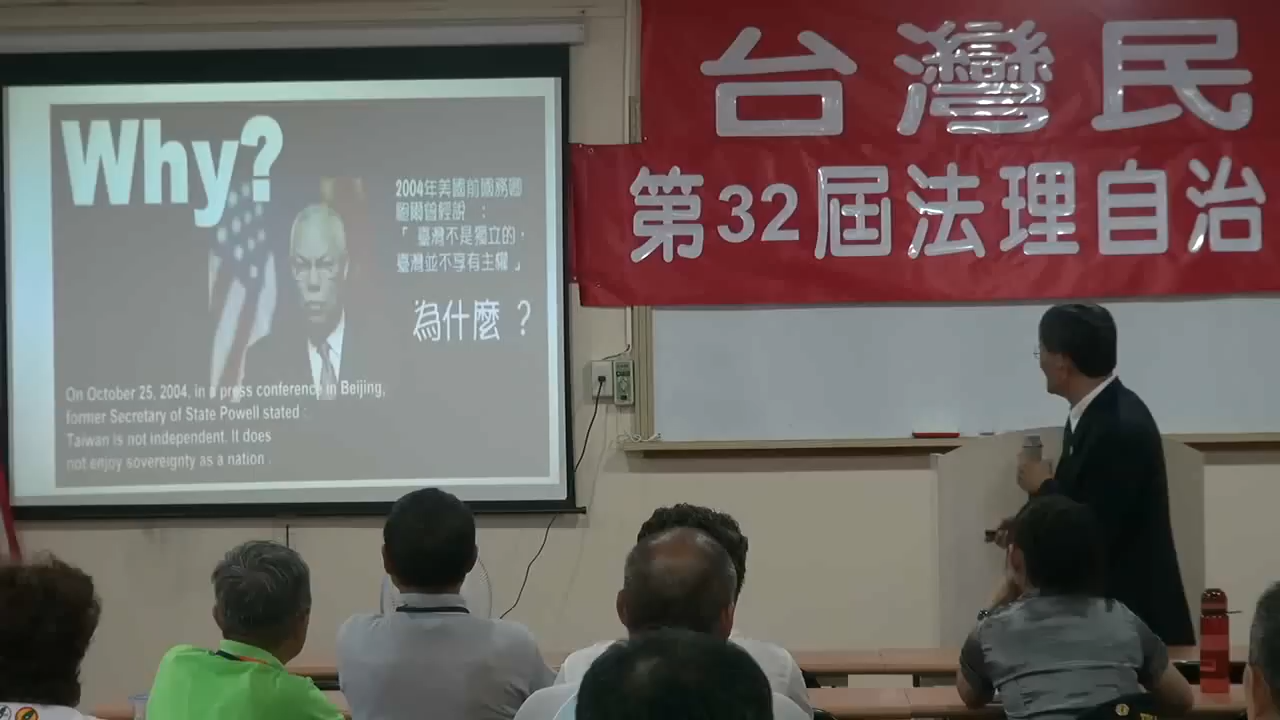 Why?
2004年美國前國務卿
鮑爾曾經說 ：
「 臺灣不是獨立的，
臺灣並不享有主權 」
為什麼 ？
On October 25, 2004, in a press conference in Beijing,
former Secretary of State Powell stated :
Taiwan is not independent. It does
not enjoy sovereignty as a nation .
台灣民
第32屆法理自治